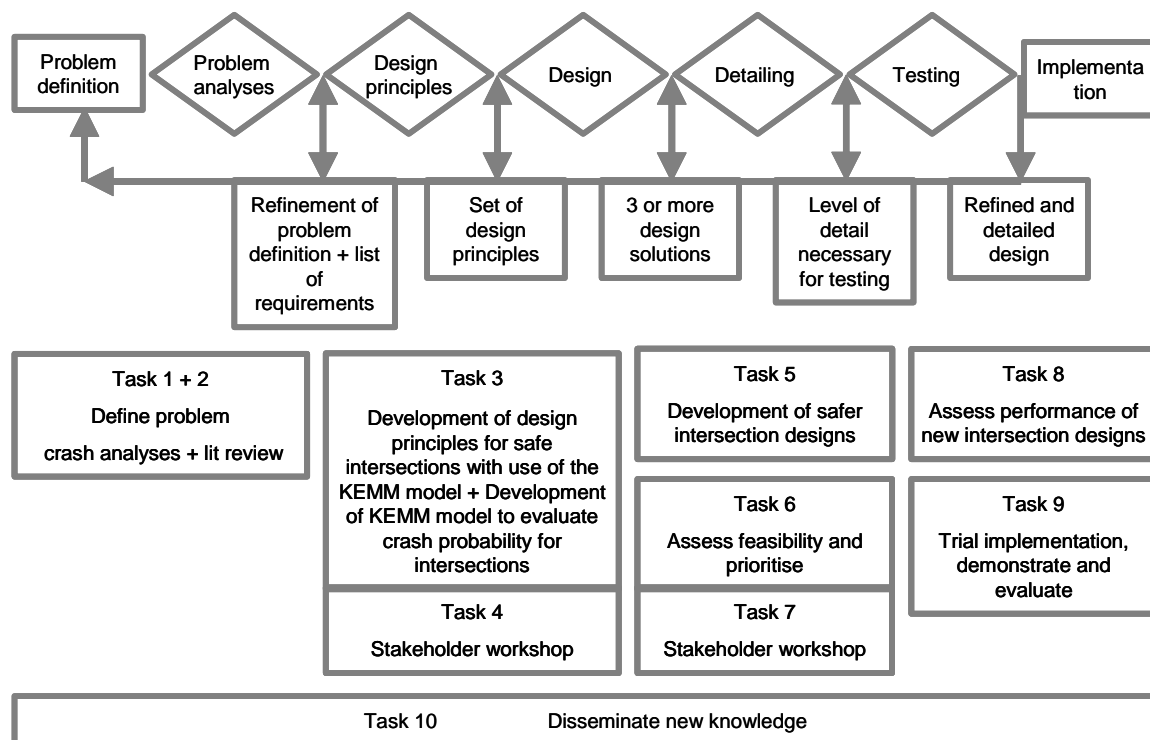 Problem
definition
Problem
analyses
Design
principles
Design
Detailing
Testing
Implementa
tion
Refinement of
problem
definition + list
of
requirements
Set of
design
principles
3 or more
design
solutions
Level of
detail
necessary
for testing
Refined and
detailed
design
Task 1 + 2
Define problem
crash analyses + lit review
Task 3
Development of design
principles for safe
intersections with use of the
KEMM model + Development
of KEMM model to evaluate
crash probability for
intersections
Task 4
Stakeholder workshop
Task 5
Development of safer
intersection designs
Task 6
Assess feasibility and
prioritise
Task 7
Stakeholder workshop
Task 8
Assess performance of
new intersection designs
Task 9
Trial implementation,
demonstrate and
evaluate
Task 10 Disseminate new knowledge